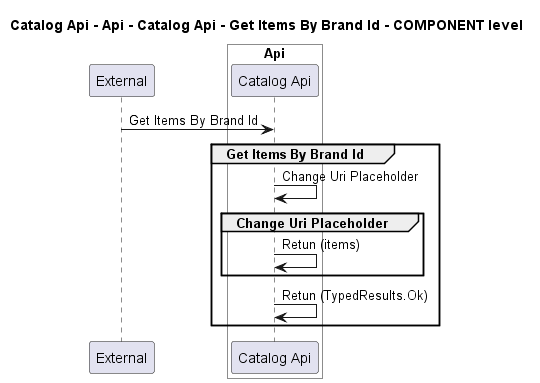 Catalog Api - Api - Catalog Api - Get Items By Brand Id - COMPONENT level
Api
External
Catalog Api
Get Items By Brand Id
Get Items By Brand Id
Change Uri Placeholder
Change Uri Placeholder
Retun (items)
Retun (TypedResults.Ok)
External
Catalog Api